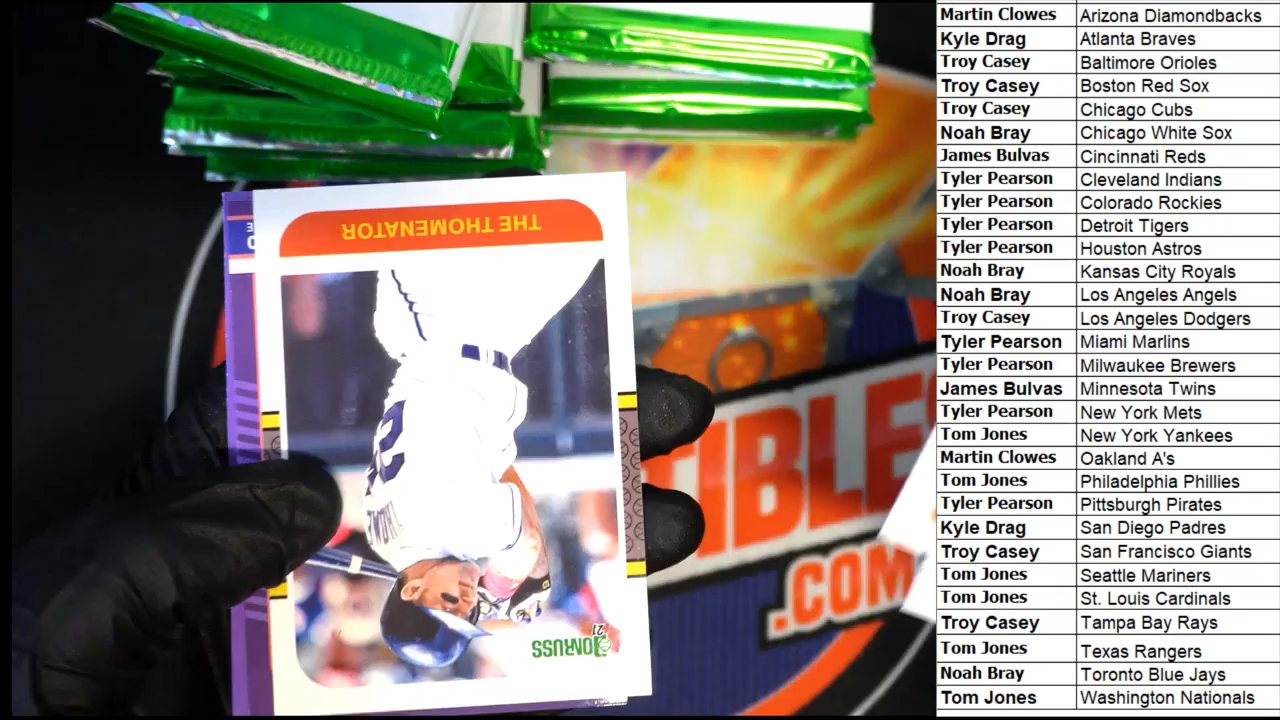 THE THOMENATOR
DONRUSS
21
TIBLES
.COM
Martin Clowes Arizona Diamondbacks
Kyle Drag Atlanta Braves
Troy Casey Baltimore Orioles
Troy Casey Boston Red Sox
Troy Casey Chicago Cubs
Noah Bray Chicago White Sox
James Bulvas Cincinnati Reds
Tyler Pearson Cleveland Indians
Tyler Pearson Colorado Rockies
Tyler Pearson Detroit Tigers
Tyler Pearson Houston Astros
Noah Bray Kansas City Royals
Noah Bray Los Angeles Angels
Troy Casey Los Angeles Dodgers
Tyler Pearson Miami Marlins
Tyler Pearson Milwaukee Brewers
James Bulvas Minnesota Twins
Tyler Pearson New York Mets
Tom Jones New York Yankees
Martin Clowes Oakland A's
Tom Jones Philadelphia Phillies
Tyler Pearson Pittsburgh Pirates
Kyle Drag San Diego Padres
Troy Casey San Francisco Giants
Tom Jones Seattle Mariners
Tom Jones St. Louis Cardinals
Troy Casey Tampa Bay Rays
Tom Jones Texas Rangers
Noah Bray Toronto Blue Jays
Tom Jones Washington Nationals